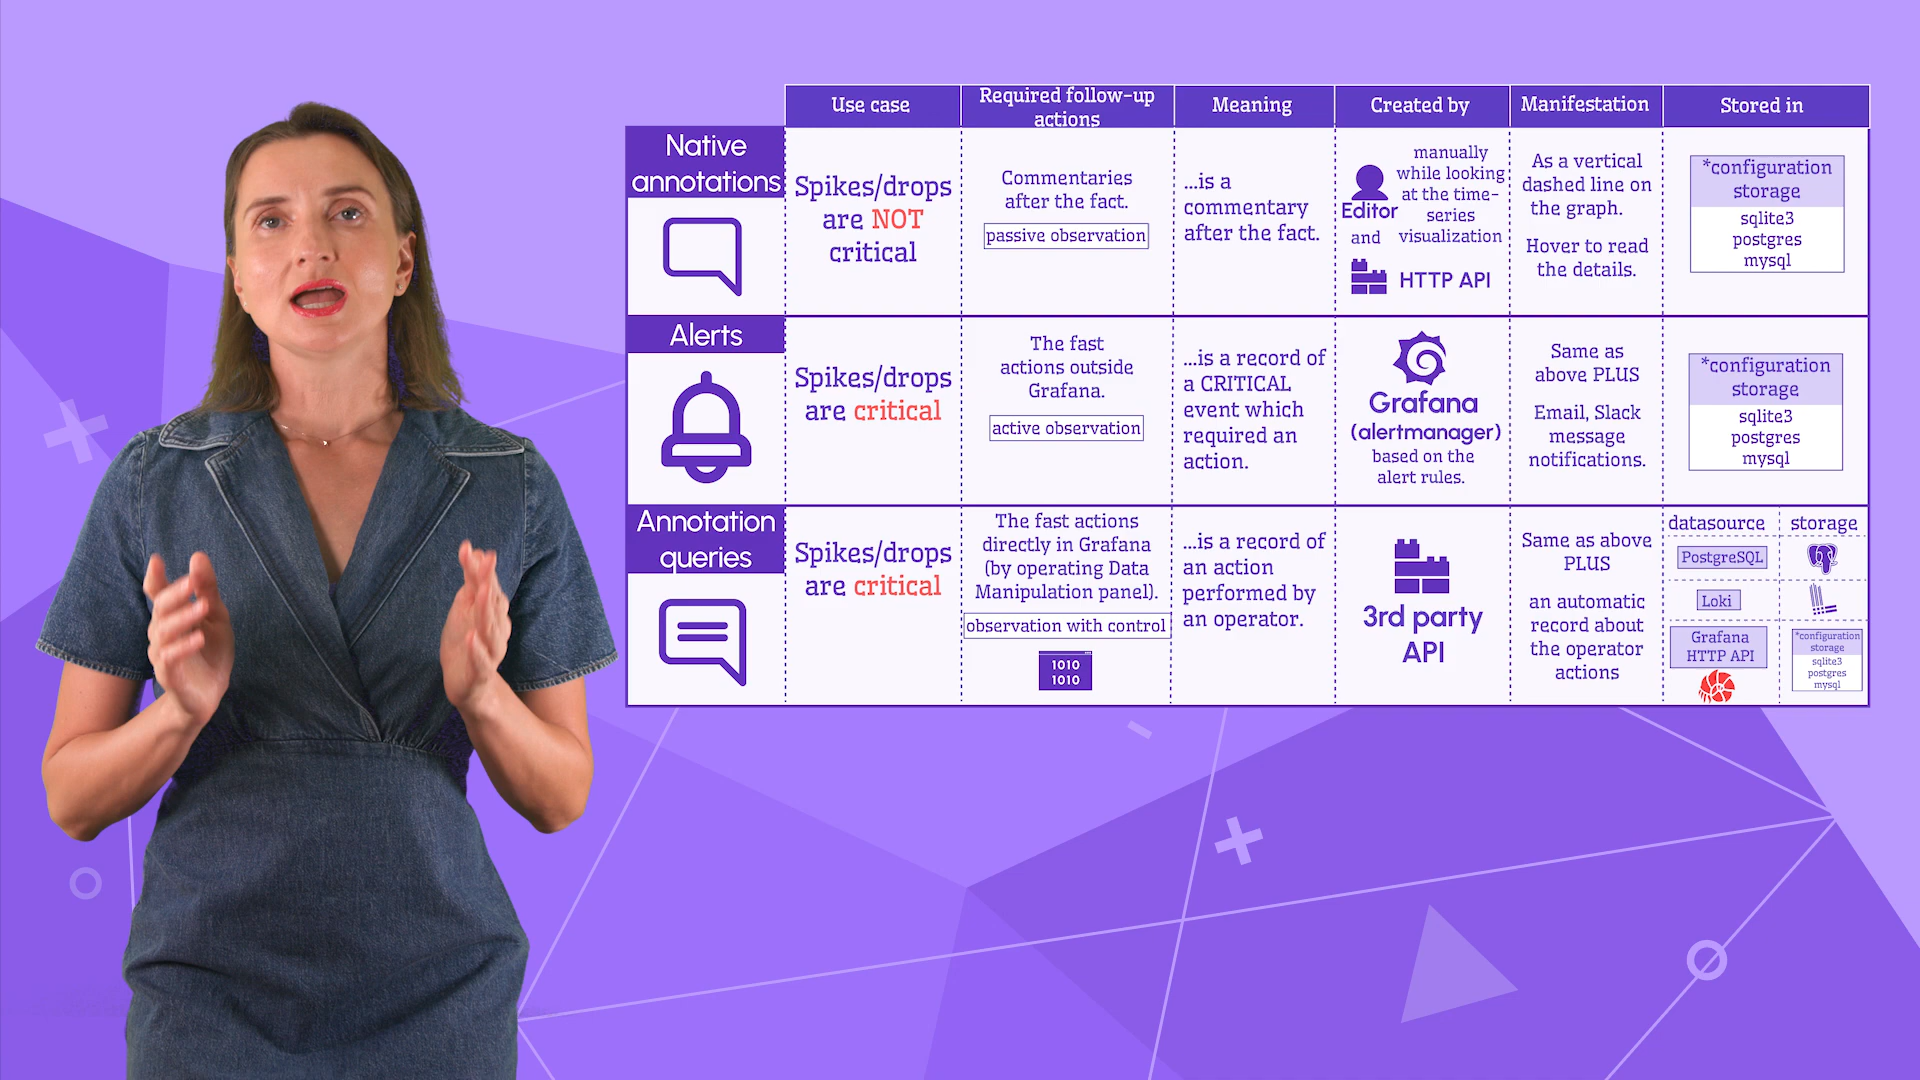 Use case
Required follow-up
actions
Meaning
Created by
Manifestation
Stored in
Native
annotations
Spikes/drops
are NOT
critical
Commentaries
after the fact.
passive observation
...is a
commentary
after the fact.
Editor
and
manually
while looking
at the time-
series
visualization
HTTP API
As a vertical
dashed line on
the graph.
Hover to read
the details.
*configuration
storage
sqlite3
postgres
mysql
Alerts
Spikes/drops
are critical
The fast
actions outside
Grafana.
active observation
...is a record of
a CRITICAL
event which
required an
action.
Grafana
(alertmanager)
based on the
alert rules.
Same as
above PLUS
Email, Slack
message
notifications.
*configuration
storage
sqlite3
postgres
mysql
Annotation
queries
Spikes/drops
are critical
The fast actions
directly in Grafana
(by operating Data
Manipulation panel).
observation with control
1010
1010
...is a record of
an action
performed by
an operator.
3rd party
API
Same as above
PLUS
an automatic
record about
the operator
actions
datasource
storage
PostgreSQL
Loki
Grafana
HTTP API
*configuration
storage
sqlite3
postgres
mysql